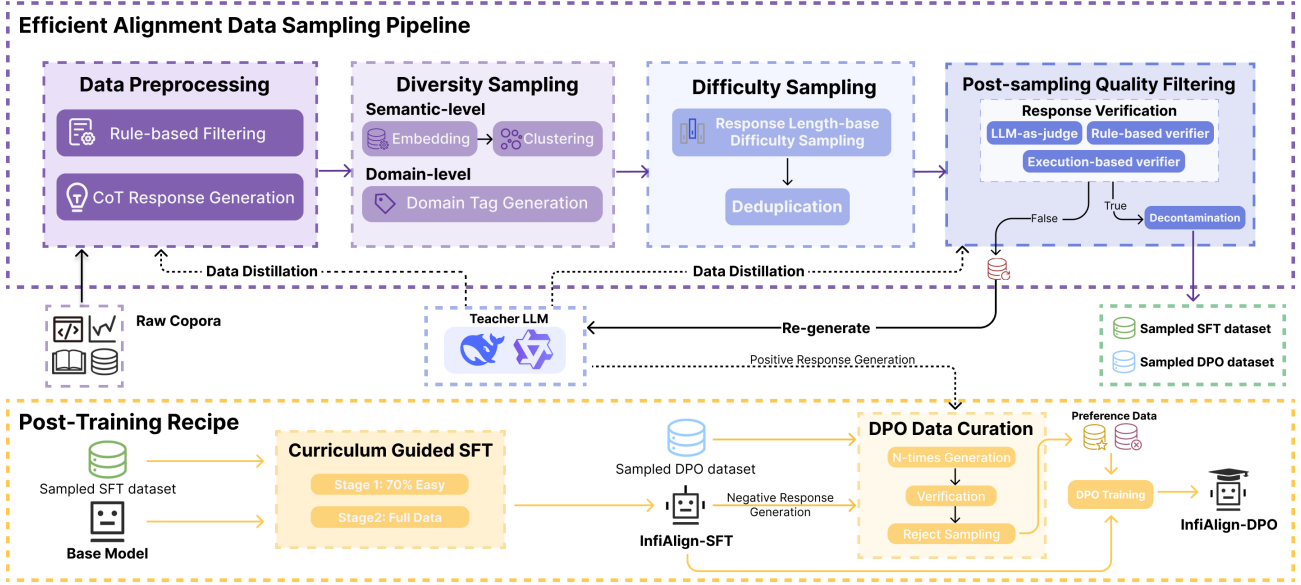 Efficient Alignment Data Sampling Pipeline
Data Preprocessing
Rule-based Filtering
CoT Response Generation
Diversity Sampling
Semantic-level
Embedding
Clustering
Domain-level
Domain Tag Generation
Difficulty Sampling
Response Length-base
Difficulty Sampling
Deduplication
Post-sampling Quality Filtering
Response Verification
LLM-as-judge
Rule-based verifier
Execution-based verifier
False
True
Decontamination
Data Distillation
Data Distillation
Raw Copora
Teacher LLM
Re-generate
Positive Response Generation
Sampled SFT dataset
Sampled DPO dataset
Post-Training Recipe
Sampled SFT dataset
Base Model
Curriculum Guided SFT
Stage 1: 70% Easy
Stage2: Full Data
Sampled DPO dataset
InfiAlign-SFT
Negative Response
Generation
DPO Data Curation
N-times Generation
Verification
Reject Sampling
Preference Data
DPO Training
InfiAlign-DPO